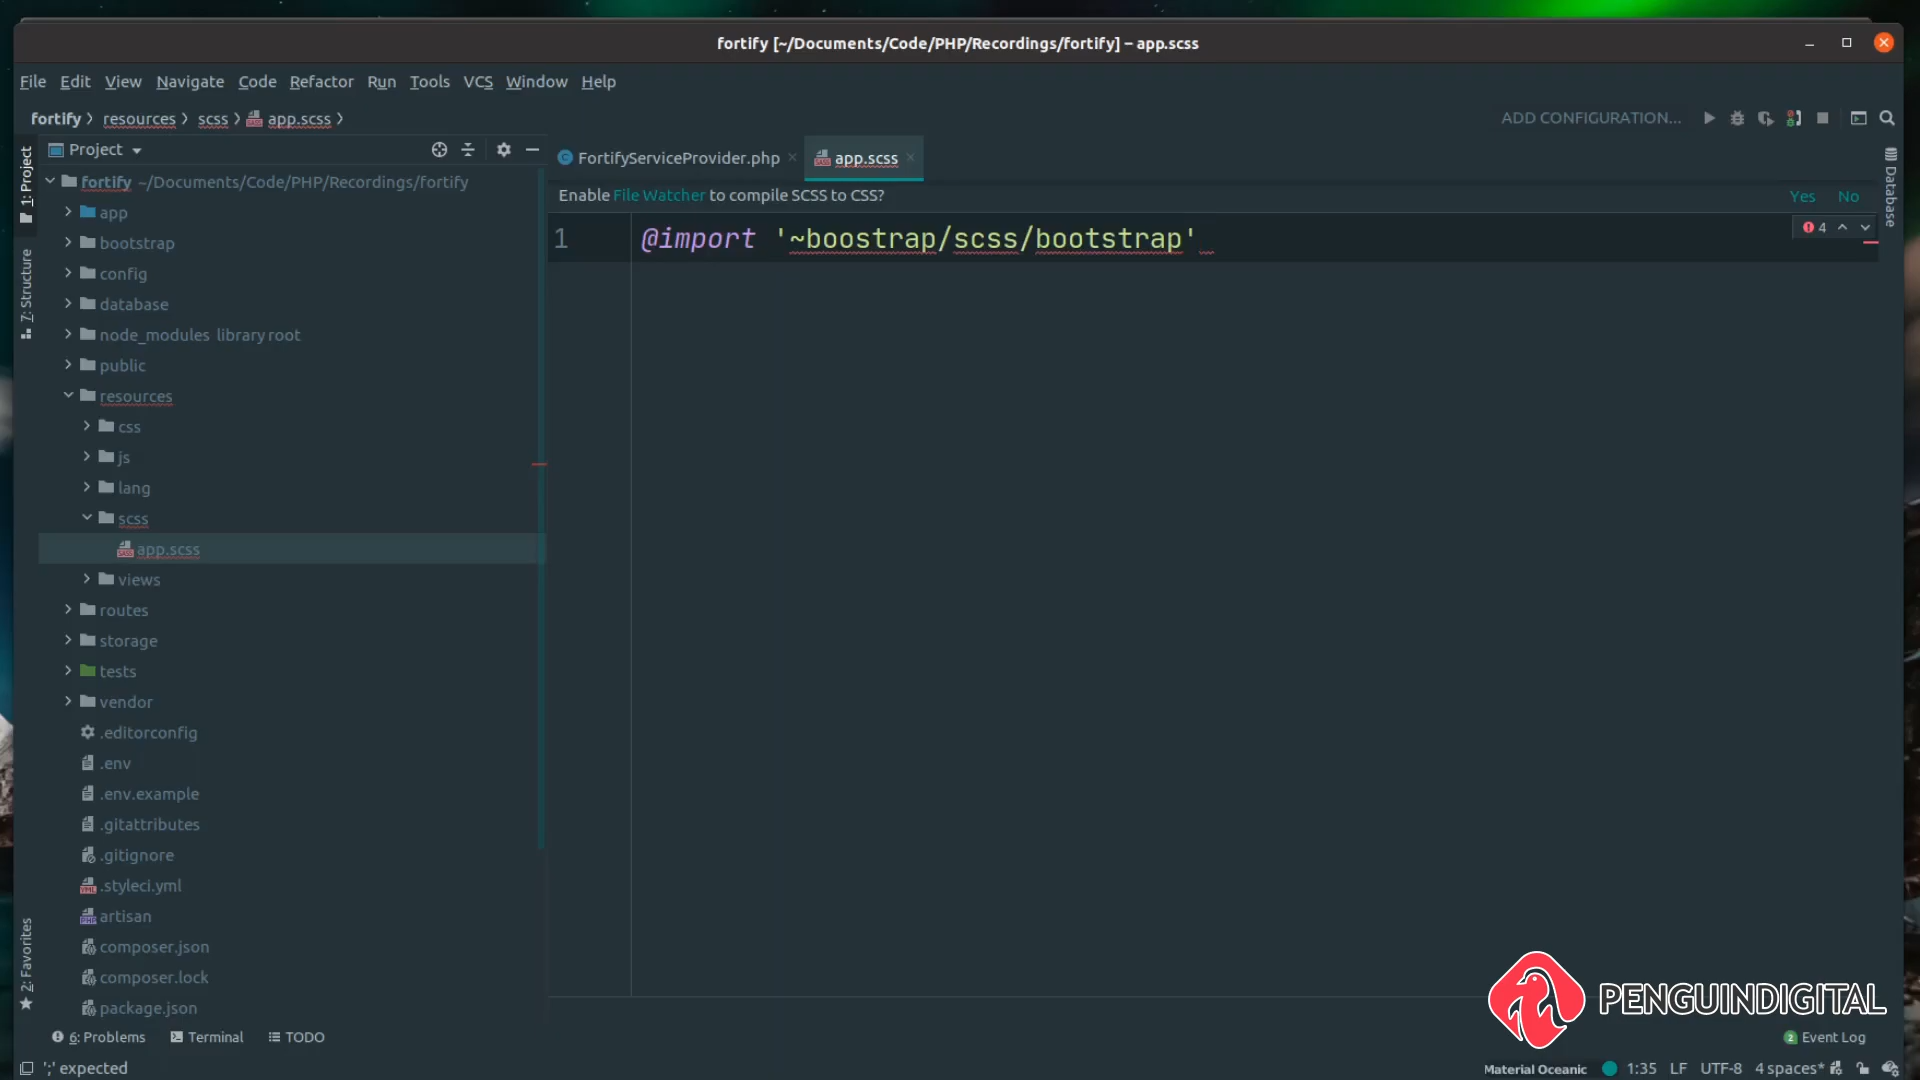 fortify [~/Documents/Code/PHP/Recordings/fortify] – app.scss
File Edit View Navigate Code Refactor Run Tools VCS Window Help
fortify resources scss app.scss
ADD CONFIGURATION...
1: Project
Project
FortifyServiceProvider.php
app.scss
Database
fortify ~/Documents/Code/PHP/Recordings/fortify
Enable File Watcher to compile SCSS to CSS?
Yes No
app
1 @import '~boostrap/scss/bootstrap'
4
bootstrap
7: Structure
config
database
node_modules library root
public
resources
css
js
lang
scss
app.scss
views
routes
storage
tests
vendor
.editorconfig
.env
.env.example
.gitattributes
.gitignore
.styleci.yml
artisan
2: Favorites
composer.json
composer.lock
package.json
PENGUINDIGITAL
6: Problems Terminal TODO
2 Event Log
';' expected
Material Oceanic 1:35 LF UTF-8 4 spaces*